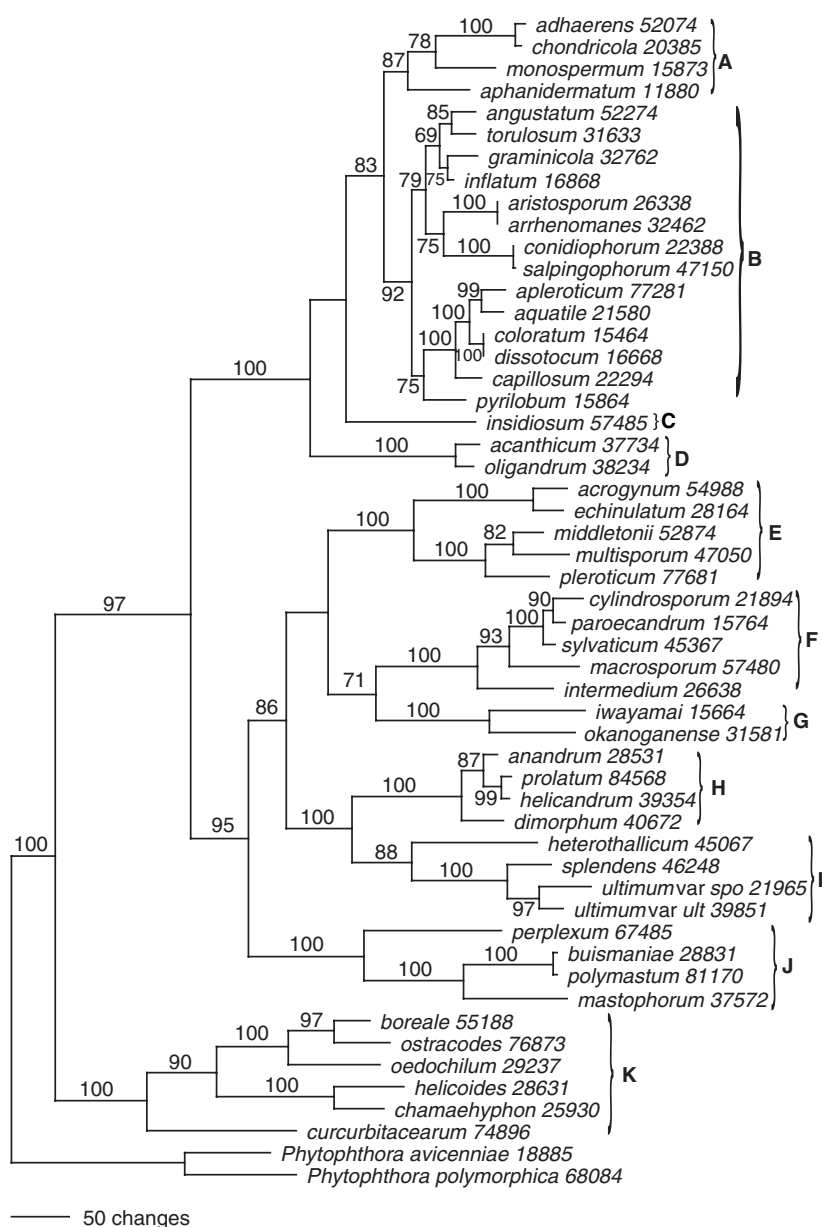 100 adhaerens 52074
78 chondricola 20385
87 monospermum 15873 A
aphanidermatum 11880
85 angustatum 52274
69 torulosum 31633
83 graminicola 32762
79 75 inflatum 16868
100 aristosporum 26338
arrhenomanes 32462
75 100 conidiophorum 22388
B
salpingophorum 47150
92 99 apleroticum 77281
100 aquatile 21580
100 coloratum 15464
100 dissotocum 16668
100 75 capillosum 22294
pyrilobum 15864
insidiosum 57485 C
100 acanthicum 37734
D
oligandrum 38234
100 acrogynum 54988
echinulatum 28164
100 82 middletonii 52874 E
100 multisporum 47050
pleroticum 77681
97 90 cylindrosporum 21894
100 paroecandrum 15764
93 sylvaticum 45367 F
100 macrosporum 57480
71 intermedium 26638
86 100 iwayamai 15664
G
okanoganense 31581
87 anandrum 28531
100 prolatum 84568
H
99 helicandrum 39354
95 100 dimorphum 40672
100 88 heterothallicum 45067
100 splendens 46248
I
ultimumvar spo 21965
97 ultimumvar ult 39851
100 perplexum 67485
100 buismaniae 28831
J
100 polymastum 81170
mastophorum 37572
97 boreale 55188
100 ostracodes 76873
90 oedochilum 29237
K
100 100 helicoides 28631
chamaehyphon 25930
curcurbitacearum 74896
Phytophthora avicenniae 18885
Phytophthora polymorphica 68084
50 changes